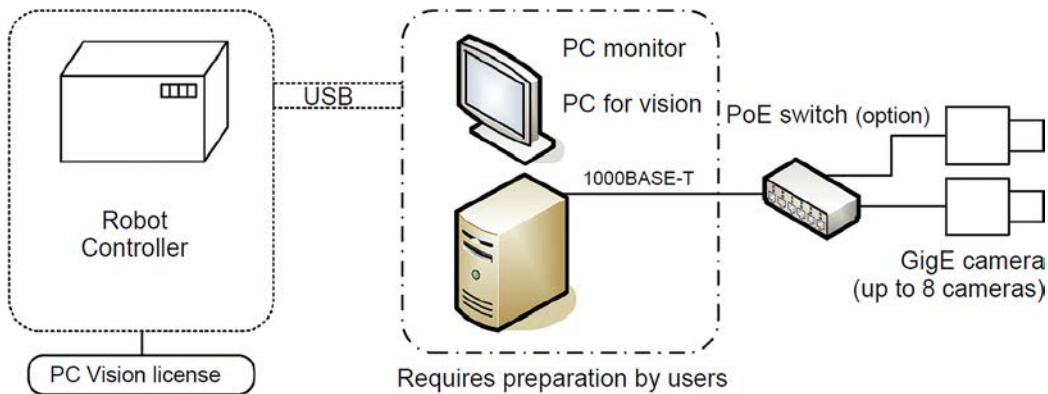 Robot
Controller
PC Vision license
USB
PC monitor
PC for vision
1000BASE-T
Requires preparation by users
PoE switch (option)
GigE camera
(up to 8 cameras)